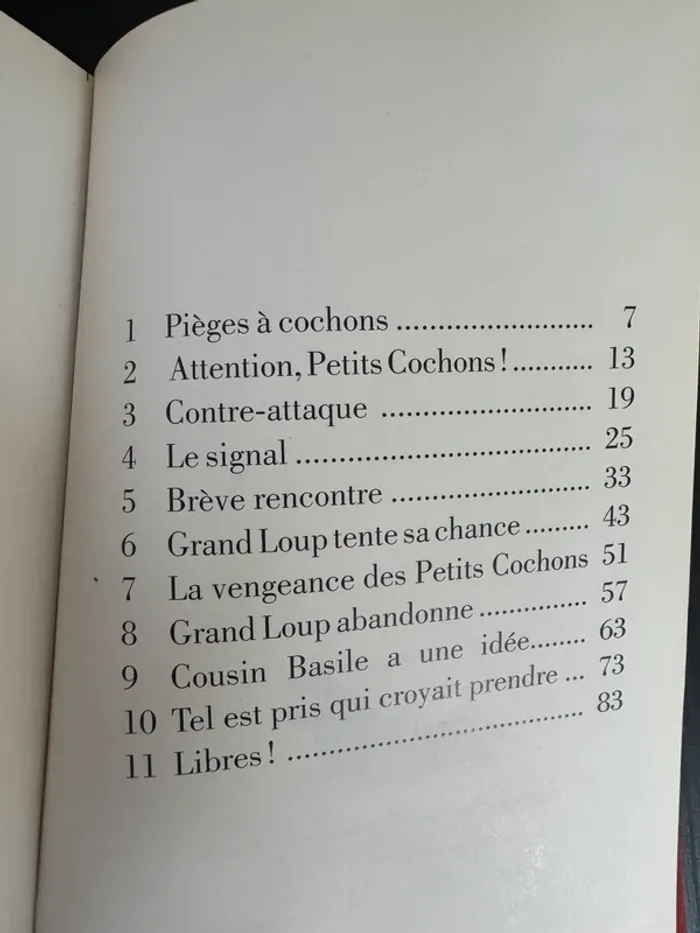 1 Pièges à cochons ........................ 7
2 Attention, Petits Cochons !........... 13
3 Contre-attaque ......................... 19
4 Le signal .................................... 25
5 Brève rencontre ........................ 33
6 Grand Loup tente sa chance ......... 43
7 La vengeance des Petits Cochons 51
8 Grand Loup abandonne ............. 57
9 Cousin Basile a une idée........ 63
10 Tel est pris qui croyait prendre ... 73
11 Libres ! .................................... 83